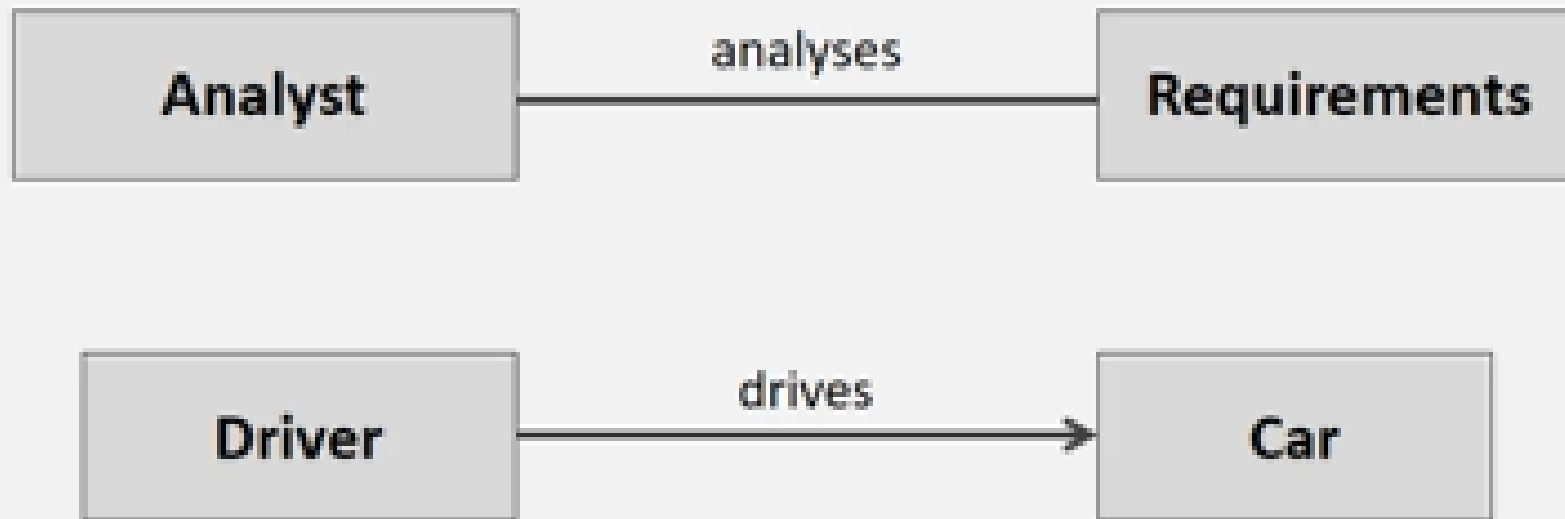 analyses
Analyst
Requirements
drives
Driver
Car